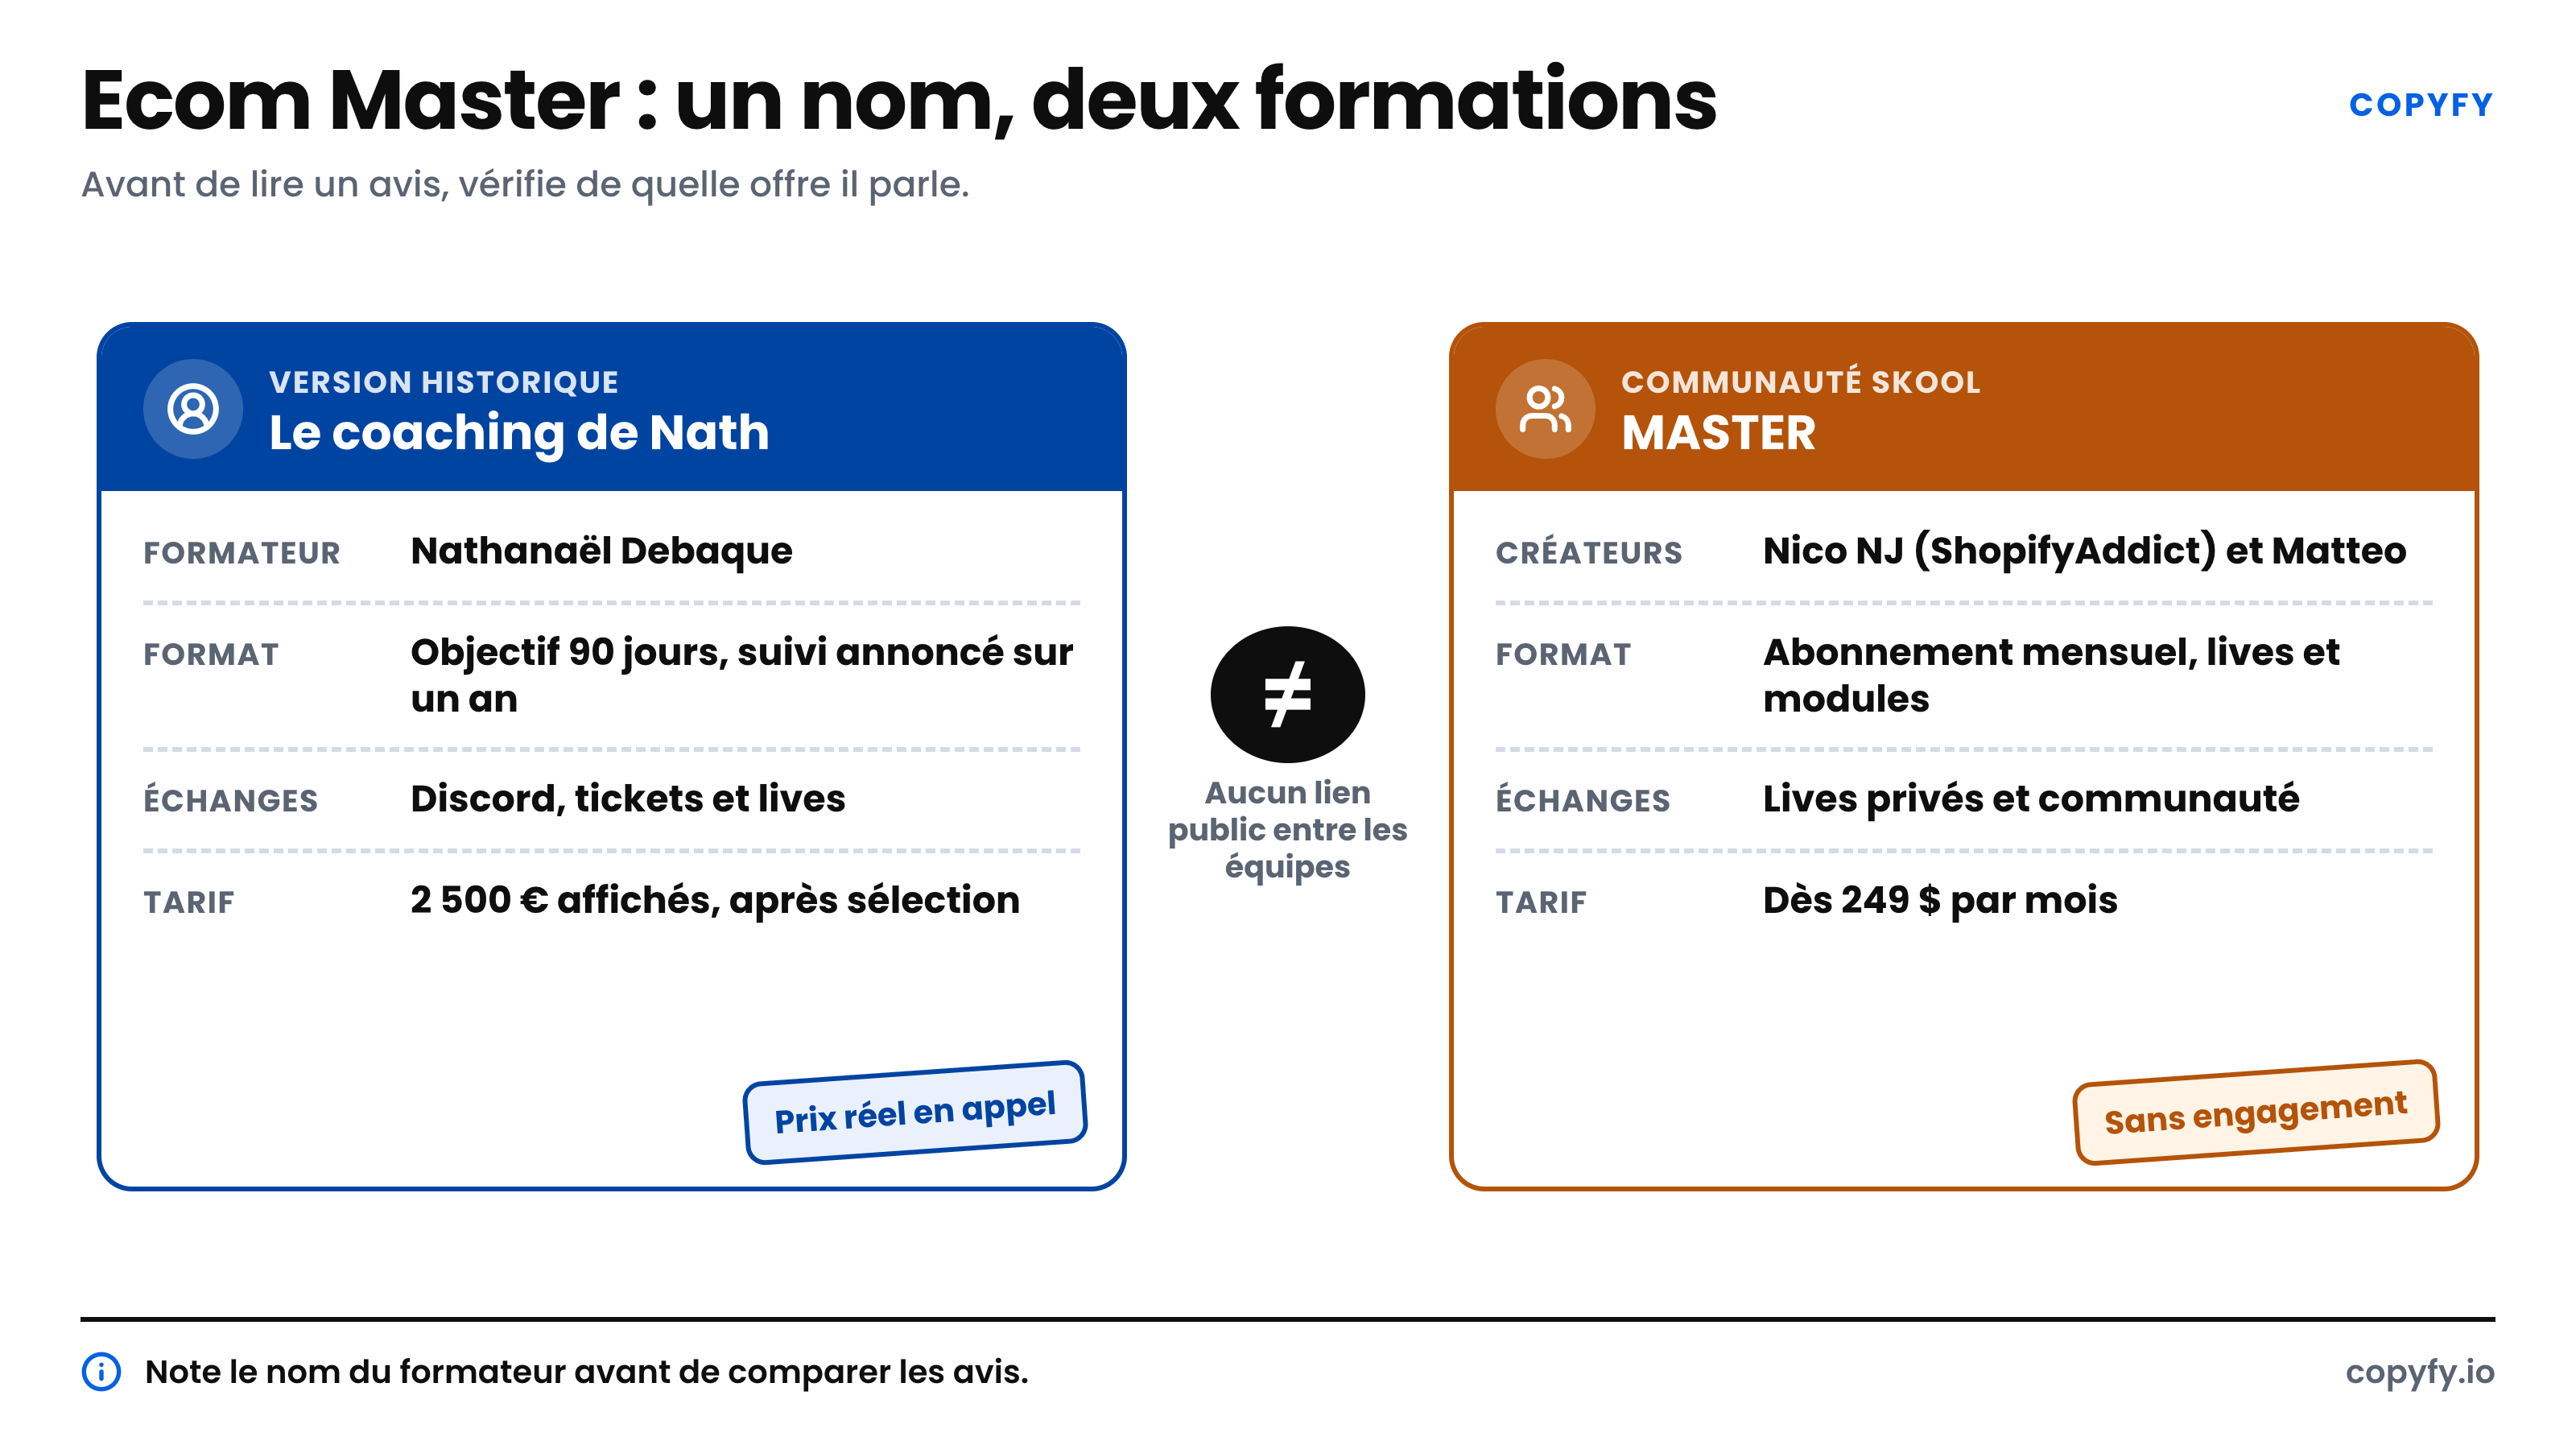 Ecom Master : un nom, deux formations
COPYFY
Avant de lire un avis, vérifie de quelle offre il parle.
VERSION HISTORIQUE
Le coaching de Nath
FORMATEUR
Nathanaël Debaque
FORMAT
Objectif 90 jours, suivi annoncé sur
un an
ÉCHANGES
Discord, tickets et lives
TARIF
2 500 € affichés, après sélection
Prix réel en appel
≠
Aucun lien
public entre les
équipes
COMMUNAUTÉ SKOOL
MASTER
CRÉATEURS
Nico NJ (ShopifyAddict) et Matteo
FORMAT
Abonnement mensuel, lives et
modules
ÉCHANGES
Lives privés et communauté
TARIF
Dès 249 $ par mois
Sans engagement
Note le nom du formateur avant de comparer les avis.
copyfy.io